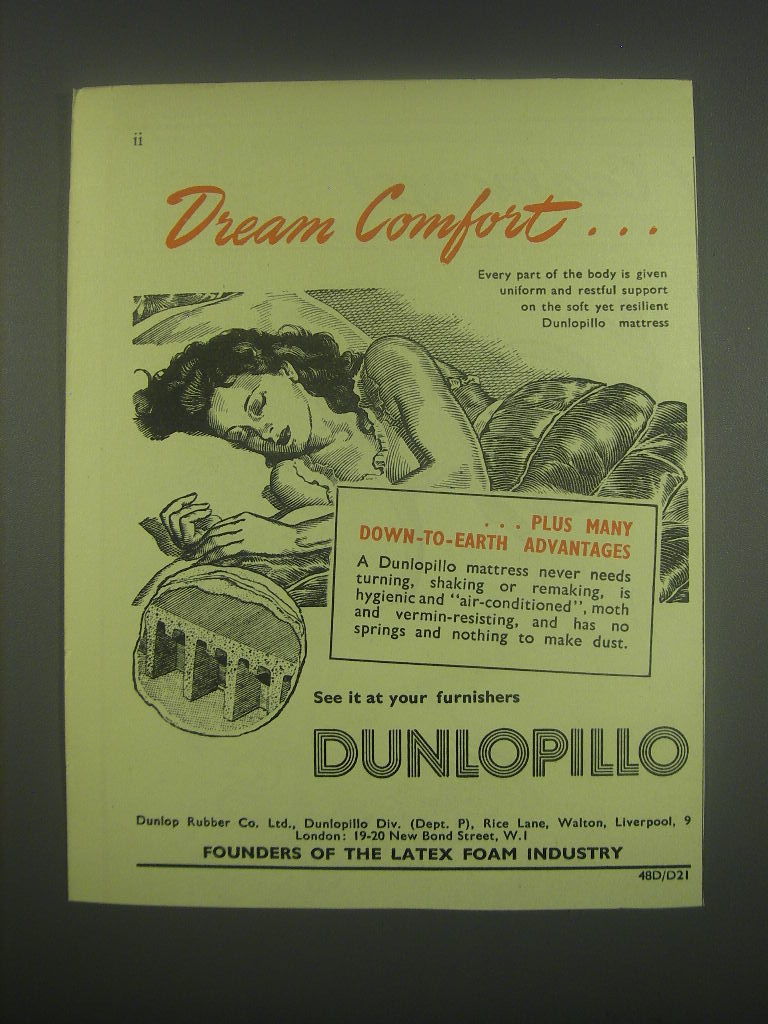 ii
Dream Comfort...
Every part of the body is given
uniform and restful support
on the soft yet resilient
Dunlopillo mattress
... PLUS MANY
DOWN-TO-EARTH ADVANTAGES
A Dunlopillo mattress never needs
turning, shaking or remaking, is
hygienic and "air-conditioned", moth
and vermin-resisting, and has no
springs and nothing to make dust.
See it at your furnishers
DUNLOPILLO
Dunlop Rubber Co. Ltd., Dunlopillo Div. (Dept. P), Rice Lane, Walton, Liverpool, 9
London: 19-20 New Bond Street, W.1
FOUNDERS OF THE LATEX FOAM INDUSTRY
48D/D21